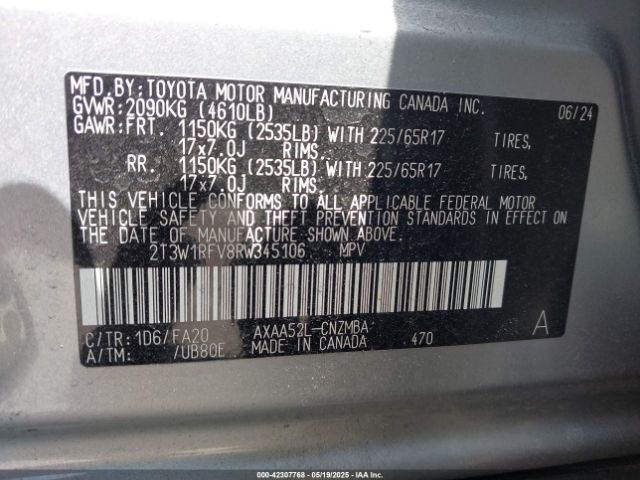 MFD.BY: TOYOTA MOTOR MANUFACTURING CANADA INC.
GVWR: 2090KG (4610LB) 06/24
GAWR: FRT. 1150KG (2535LB) WITH 225/65R17 TIRES,
17x7.0J RIMS.
RR. 1150KG (2535LB) WITH 225/65R17 TIRES,
17x7.0J RIMS.
THIS VEHICLE CONFORMS TO ALL APPLICABLE FEDERAL MOTOR
VEHICLE SAFETY AND THEFT PREVENTION STANDARDS IN EFFECT ON
THE DATE OF MANUFACTURE SHOWN ABOVE.
2T3W1RFV8RW345106 MPV
C/TR: 1D6/FA20 AXAA52L-CNZMBA
A/TM: /UB80E MADE IN CANADA 470 A
000-42307768 - 05/19/2025 - IAA Inc.